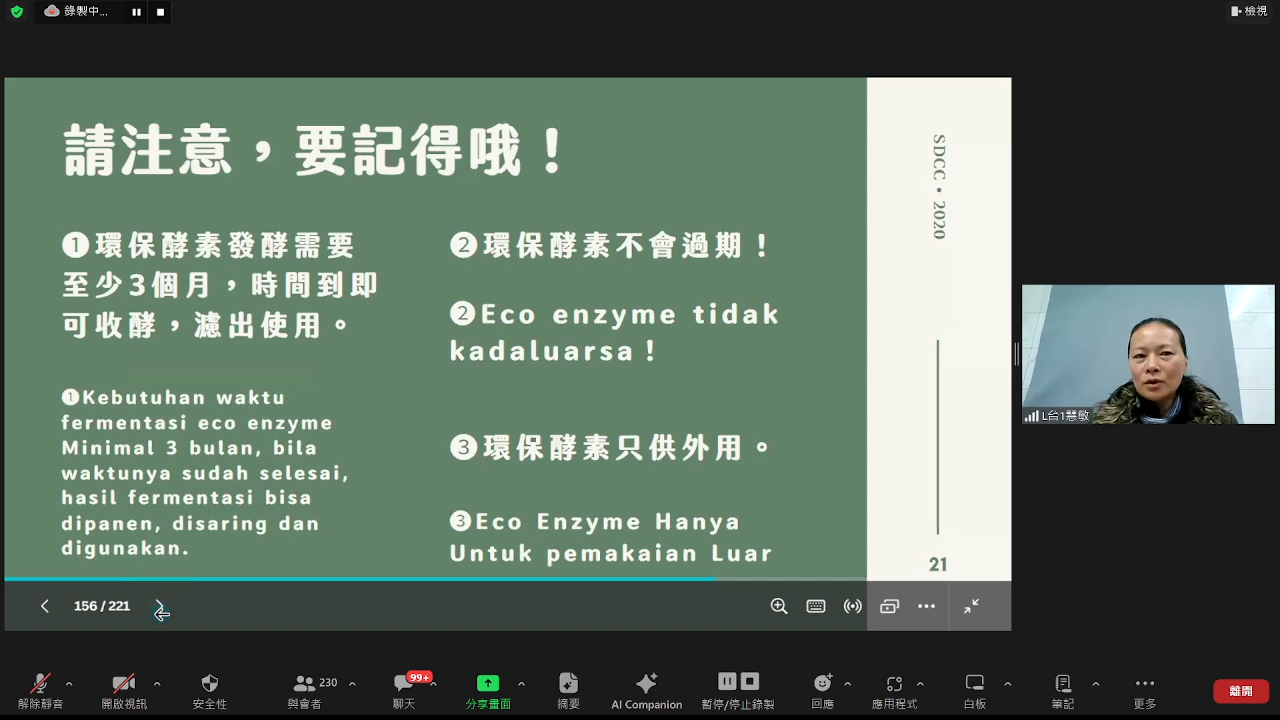 錄製中...
檢視
請注意，要記得哦！
❶環保酵素發酵需要
至少3個月，時間到即
可收酵，濾出使用。
❶Kebutuhan waktu
fermentasi eco enzyme
Minimal 3 bulan, bila
waktunya sudah selesai,
hasil fermentasi bisa
dipanen, disaring dan
digunakan.
❷環保酵素不會過期！
❷Eco enzyme tidak
kadaluarsa！
❸環保酵素只供外用。
❸Eco Enzyme Hanya
Untuk pemakaian Luar
SDCC • 2020
21
L台1慧敏
156 / 221
解除靜音
開啟視訊
安全性
230
與會者
99+
聊天
分享畫面
摘要
AI Companion
暫停/停止錄製
回應
應用程式
白板
筆記
更多
離開